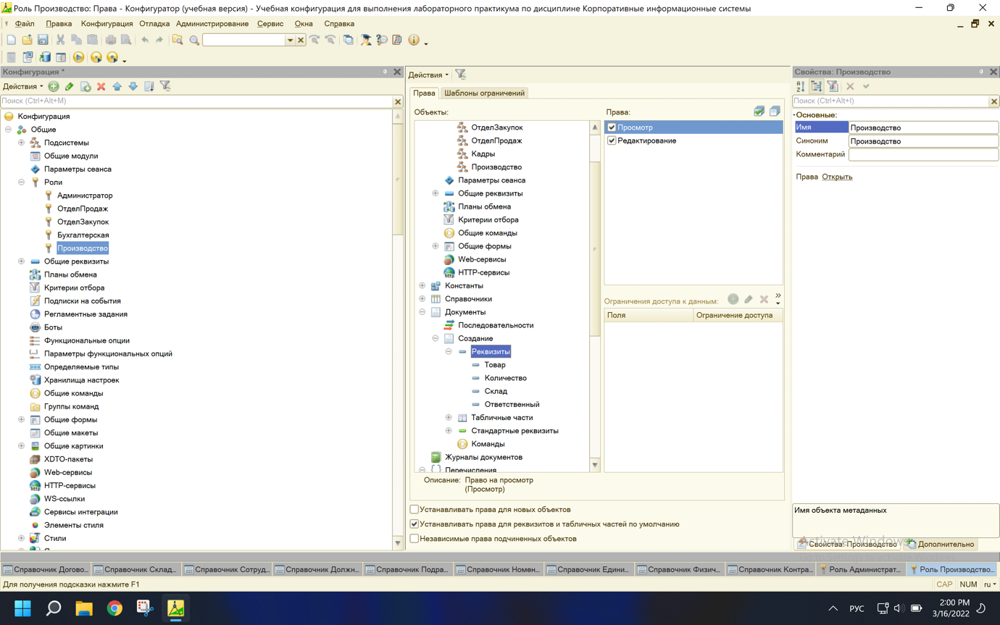 Роль Производство: Права - Конфигуратор (учебная версия) - Учебная конфигурация для выполнения лабораторного практикума по дисциплине Корпоративные информационные системы
Файл Правка Конфигурация Отладка Администрирование Сервис Окна Справка
Конфигурация *
Действия
Поиск (Ctrl+Alt+M)
Конфигурация
Общие
Подсистемы
Общие модули
Параметры сеанса
Роли
Администратор
ОтделПродаж
ОтделЗакупок
Бухгалтерская
Производство
Общие реквизиты
Планы обмена
Критерии отбора
Подписки на события
Регламентные задания
Боты
Функциональные опции
Параметры функциональных опций
Определяемые типы
Хранилища настроек
Общие команды
Группы команд
Общие формы
Общие макеты
Общие картинки
XDTO-пакеты
Web-сервисы
HTTP-сервисы
WS-ссылки
Сервисы интеграции
Элементы стиля
Стили
Действия
Права Шаблоны ограничений
Объекты:
ОтделЗакупок
ОтделПродаж
Кадры
Производство
Параметры сеанса
Общие реквизиты
Планы обмена
Критерии отбора
Общие команды
Общие формы
Web-сервисы
HTTP-сервисы
Константы
Справочники
Документы
Последовательности
Создание
Реквизиты
Товар
Количество
Склад
Ответственный
Табличные части
Стандартные реквизиты
Команды
Журналы документов
Перечисления
Права:
Просмотр
Редактирование
Ограничения доступа к данным:
Поля Ограничение доступа
Описание: Право на просмотр
(Просмотр)
Устанавливать права для новых объектов
Устанавливать права для реквизитов и табличных частей по умолчанию
Независимые права подчиненных объектов
Свойства: Производство
Поиск (Ctrl+Alt+I)
Основные:
Имя Производство
Синоним Производство
Комментарий
Права Открыть
Имя объекта метаданных
Activate Windows
Свойства: Производство Дополнительно
Справочник Догово... Справочник Склад... Справочник Сотруд... Справочник Должн... Справочник Подра... Справочник Номен... Справочник Едини... Справочник Физич... Справочник Контра... Роль Администрат... Роль Производство...
Для получения подсказки нажмите F1
CAP NUM ru
РУС
2:00 PM
3/16/2022